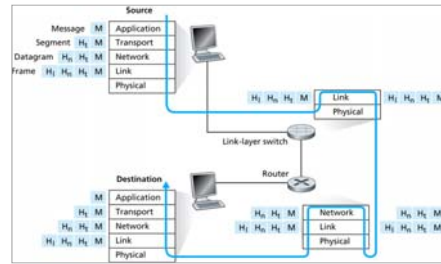 Source
Message M Application
Segment Ht M Transport
Datagram Hn Ht M Network
Frame Hl Hn Ht M Link
Physical
Hl Hn Ht M Link Hl Hn Ht M
Physical
Link-layer switch
Router
Destination
M Application
Ht M Transport
Hn Ht M Network
Hl Hn Ht M Link
Physical
Hn Ht M Network Hn Ht M
Hl Hn Ht M Link Hl Hn Ht M
Physical